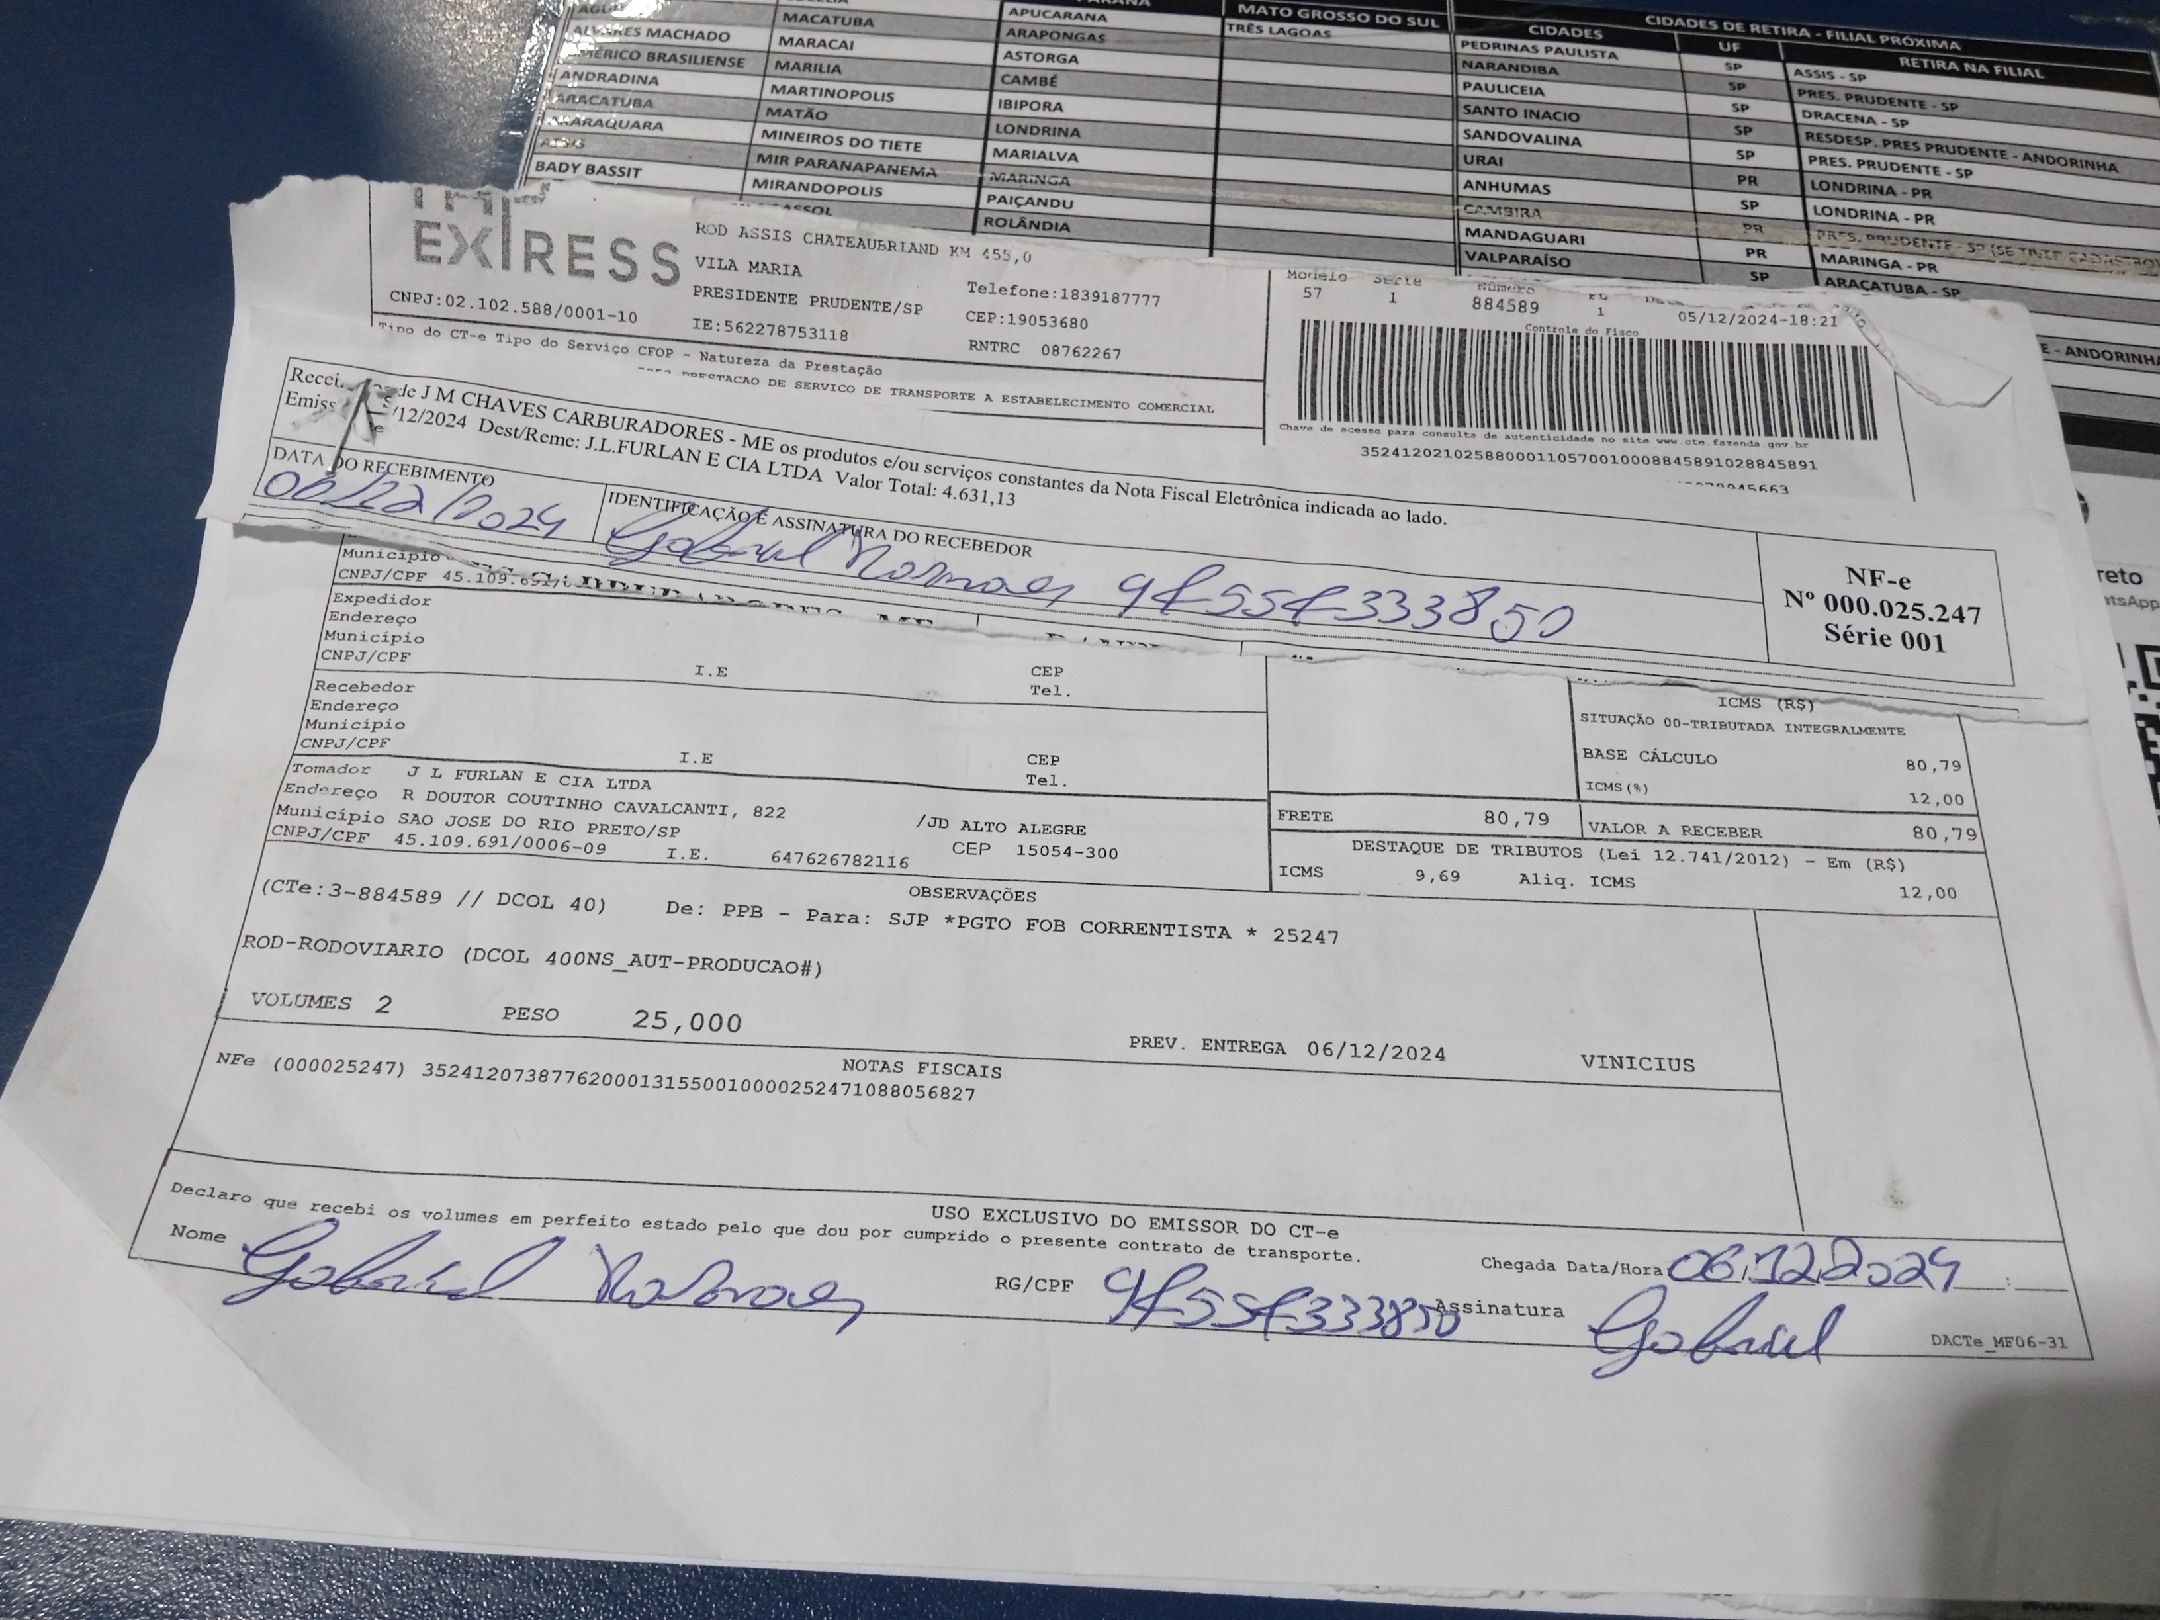 PARANÁ
MATO GROSSO DO SUL
CIDADES DE RETIRA - FILIAL PRÓXIMA
MACATUBA
APUCARANA
TRÊS LAGOAS
CIDADES
UF
RETIRA NA FILIAL
ALVARES MACHADO
MARACAI
ARAPONGAS
PEDRINAS PAULISTA
SP
ASSIS - SP
AMÉRICO BRASILIENSE
MARILIA
ASTORGA
NARANDIBA
SP
PRES. PRUDENTE - SP
ANDRADINA
MARTINOPOLIS
CAMBÉ
PAULICEIA
SP
DRACENA - SP
ARACATUBA
MATÃO
IBIPORA
SANTO INACIO
SP
RESDESP. PRES PRUDENTE - ANDORINHA
ARARAQUARA
MINEIROS DO TIETE
LONDRINA
SANDOVALINA
SP
PRES. PRUDENTE - SP
ASSIS
MIR PARANAPANEMA
MARIALVA
URAI
PR
LONDRINA - PR
BADY BASSIT
MIRANDOPOLIS
MARINGA
ANHUMAS
SP
LONDRINA - PR
PAIÇANDU
CAMBIRA
PR
PRES. PRUDENTE - SP
ROLÂNDIA
MANDAGUARI
PR
MARINGA - PR
VALPARAÍSO
SP
ARAÇATUBA - SP
E - ANDORINHA
EXPRESS
ROD ASSIS CHATEAUBRIAND KM 455,0
VILA MARIA
Telefone:1839187777
PRESIDENTE PRUDENTE/SP
CEP:19053680
CNPJ:02.102.588/0001-10
IE:562278753118
RNTRC 08762267
Modelo Série Número FL
57 1 884589 1 05/12/2024-18:21
Controle do Fisco
Tipo do CT-e Tipo do Serviço CFOP - Natureza da Prestação
PRESTACAO DE SERVICO DE TRANSPORTE A ESTABELECIMENTO COMERCIAL
Chave de acesso para consulta de autenticidade no site www.cte.fazenda.gov.br
35241202102588000110570010008845891028845891
de J M CHAVES CARBURADORES - ME os produtos e/ou serviços constantes da Nota Fiscal Eletrônica indicada ao lado.
/12/2024 Dest/Reme: J.L.FURLAN E CIA LTDA Valor Total: 4.631,13
DATA DO RECEBIMENTO
06/12/2024
IDENTIFICAÇÃO E ASSINATURA DO RECEBEDOR
NF-e
Nº 000.025.247
Série 001
Município
CNPJ/CPF 45.109.691/
Expedidor
Endereço
Município
CNPJ/CPF I.E CEP
Tel.
Recebedor
Endereço
Município
CNPJ/CPF I.E CEP
Tel.
ICMS (R$)
SITUAÇÃO 00-TRIBUTADA INTEGRALMENTE
BASE CÁLCULO 80,79
ICMS(%) 12,00
FRETE 80,79 VALOR A RECEBER 80,79
DESTAQUE DE TRIBUTOS (Lei 12.741/2012) - Em (R$)
ICMS 9,69 Aliq. ICMS 12,00
Tomador J L FURLAN E CIA LTDA
Endereço R DOUTOR COUTINHO CAVALCANTI, 822 /JD ALTO ALEGRE
Município SAO JOSE DO RIO PRETO/SP CEP 15054-300
CNPJ/CPF 45.109.691/0006-09 I.E. 647626782116
OBSERVAÇÕES
(CTe:3-884589 // DCOL 40) De: PPB - Para: SJP *PGTO FOB CORRENTISTA * 25247
ROD-RODOVIARIO (DCOL 400NS_AUT-PRODUCAO#)
VOLUMES 2 PESO 25,000 PREV. ENTREGA 06/12/2024 VINICIUS
NOTAS FISCAIS
NFe (000025247) 35241207387762000131550010000252471088056827
USO EXCLUSIVO DO EMISSOR DO CT-e
Declaro que recebi os volumes em perfeito estado pelo que dou por cumprido o presente contrato de transporte.
Nome Gabriel
RG/CPF
Chegada Data/Hora 06.12.2024 :
Assinatura Gabriel
DACTe_MF06-31